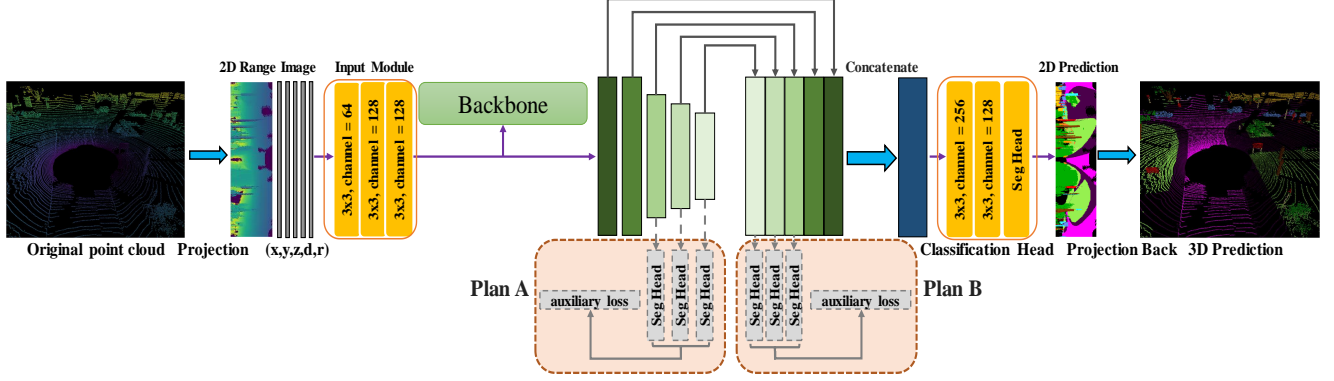 2D Range Image
Input Module
Backbone
Concatenate
2D Prediction
3x3, channel = 64
3x3, channel = 128
3x3, channel = 128
3x3, channel = 256
3x3, channel = 128
Seg Head
Original point cloud
Projection
(x,y,z,d,r)
Classification Head
Projection Back
3D Prediction
Plan A
auxiliary loss
Seg Head
Seg Head
Seg Head
Seg Head
Seg Head
Seg Head
auxiliary loss
Plan B